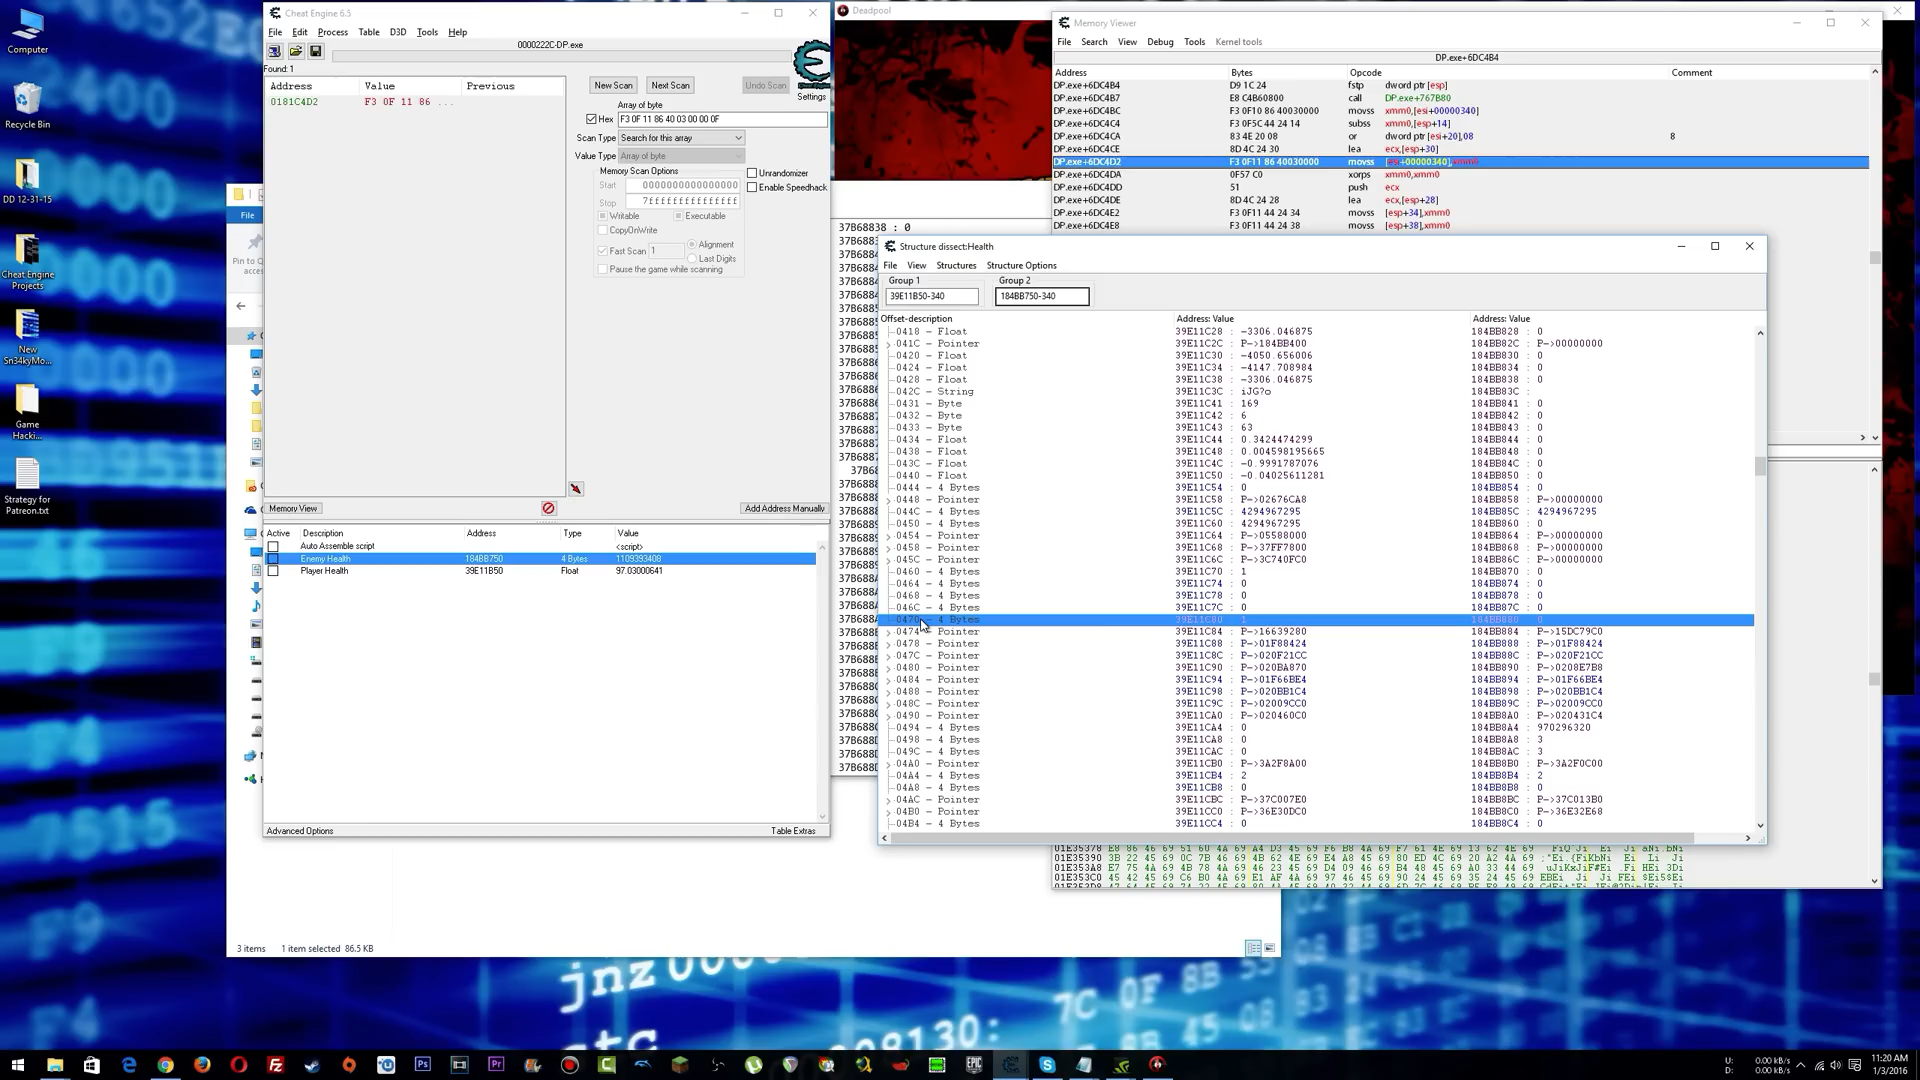 Computer
Recycle Bin
DD 12-31-15
Cheat Engine
Projects
New
Sn34kyMo...
Game
Hacki...
Strategy for
Patreon.txt
Cheat Engine 6.5
File Edit Process Table D3D Tools Help
0000222C-DP.exe
Found: 1
Address Value Previous
0181C4D2 F3 0F 11 86 ...
New Scan Next Scan Undo Scan
Settings
Array of byte
Hex F3 0F 11 86 40 03 00 00 0F
Scan Type Search for this array
Value Type Array of byte
Memory Scan Options
Start 0000000000000000
Stop 7fffffffffffffff
Writable Executable
CopyOnWrite
Fast Scan 1 Alignment
Last Digits
Pause the game while scanning
Unrandomizer
Enable Speedhack
Memory View Add Address Manually
Active Description Address Type Value
Auto Assemble script <script>
Enemy Health 184BB750 4 Bytes 1109393408
Player Health 39E11B50 Float 97.03000641
Advanced Options Table Extras
File
Pin to Q
acces
3 items 1 item selected 86.5 KB
Deadpool
37B68838 : 0
Memory Viewer
File Search View Debug Tools Kernel tools
DP.exe+6DC4B4
Address Bytes Opcode Comment
DP.exe+6DC4B4 D9 1C 24 fstp dword ptr [esp]
DP.exe+6DC4B7 E8 C4B60800 call DP.exe+767B80
DP.exe+6DC4BC F3 0F10 86 40030000 movss xmm0,[esi+00000340]
DP.exe+6DC4C4 F3 0F5C 44 24 14 subss xmm0,[esp+14]
DP.exe+6DC4CA 83 4E 20 08 or dword ptr [esi+20],08 8
DP.exe+6DC4CE 8D 4C 24 30 lea ecx,[esp+30]
DP.exe+6DC4D2 F3 0F11 86 40030000 movss [esi+00000340],xmm0
DP.exe+6DC4DA 0F57 C0 xorps xmm0,xmm0
DP.exe+6DC4DD 51 push ecx
DP.exe+6DC4DE 8D 4C 24 28 lea ecx,[esp+28]
DP.exe+6DC4E2 F3 0F11 44 24 34 movss [esp+34],xmm0
DP.exe+6DC4E8 F3 0F11 44 24 38 movss [esp+38],xmm0
Structure dissect:Health
File View Structures Structure Options
Group 1 Group 2
39E11B50-340 184BB750-340
Offset-description Address: Value Address: Value
0418 - Float 39E11C28 : -3306.046875 184BB828 : 0
041C - Pointer 39E11C2C : P->184BB400 184BB82C : P->00000000
0420 - Float 39E11C30 : -4050.656006 184BB830 : 0
0424 - Float 39E11C34 : -4147.708984 184BB834 : 0
0428 - Float 39E11C38 : -3306.046875 184BB838 : 0
042C - String 39E11C3C : iJG?o 184BB83C :
0431 - Byte 39E11C41 : 169 184BB841 : 0
0432 - Byte 39E11C42 : 6 184BB842 : 0
0433 - Byte 39E11C43 : 63 184BB843 : 0
0434 - Float 39E11C44 : 0.3424474299 184BB844 : 0
0438 - Float 39E11C48 : 0.004598195665 184BB848 : 0
043C - Float 39E11C4C : -0.9991787076 184BB84C : 0
0440 - Float 39E11C50 : -0.04025611281 184BB850 : 0
0444 - 4 Bytes 39E11C54 : 0 184BB854 : 0
0448 - Pointer 39E11C58 : P->02676CA8 184BB858 : P->00000000
044C - 4 Bytes 39E11C5C : 4294967295 184BB85C : 4294967295
0450 - 4 Bytes 39E11C60 : 4294967295 184BB860 : 0
0454 - Pointer 39E11C64 : P->05588000 184BB864 : P->00000000
0458 - Pointer 39E11C68 : P->37FF7800 184BB868 : P->00000000
045C - Pointer 39E11C6C : P->3C740FC0 184BB86C : P->00000000
0460 - 4 Bytes 39E11C70 : 1 184BB870 : 0
0464 - 4 Bytes 39E11C74 : 0 184BB874 : 0
0468 - 4 Bytes 39E11C78 : 0 184BB878 : 0
046C - 4 Bytes 39E11C7C : 0 184BB87C : 0
0470 - 4 Bytes 39E11C80 : 1 184BB880 : 0
0474 - Pointer 39E11C84 : P->16639280 184BB884 : P->15DC79C0
0478 - Pointer 39E11C88 : P->01F88424 184BB888 : P->01F88424
047C - Pointer 39E11C8C : P->020F21CC 184BB88C : P->020F21CC
0480 - Pointer 39E11C90 : P->020BA870 184BB890 : P->0208E7B8
0484 - Pointer 39E11C94 : P->01F66BE4 184BB894 : P->01F66BE4
0488 - Pointer 39E11C98 : P->020BB1C4 184BB898 : P->020BB1C4
048C - Pointer 39E11C9C : P->02009CC0 184BB89C : P->02009CC0
0490 - Pointer 39E11CA0 : P->020460C0 184BB8A0 : P->020431C4
0494 - 4 Bytes 39E11CA4 : 0 184BB8A4 : 970296320
0498 - 4 Bytes 39E11CA8 : 0 184BB8A8 : 3
049C - 4 Bytes 39E11CAC : 0 184BB8AC : 3
04A0 - Pointer 39E11CB0 : P->3A2F8A00 184BB8B0 : P->3A2F0C00
04A4 - 4 Bytes 39E11CB4 : 2 184BB8B4 : 2
04A8 - 4 Bytes 39E11CB8 : 0 184BB8B8 : 0
04AC - Pointer 39E11CBC : P->37C007E0 184BB8BC : P->37C013B0
04B0 - Pointer 39E11CC0 : P->36E30DC0 184BB8C0 : P->36E32E68
04B4 - 4 Bytes 39E11CC4 : 0 184BB8C4 : 0
U: 0.00 kB/s
D: 0.00 kB/s
11:20 AM
1/3/2016